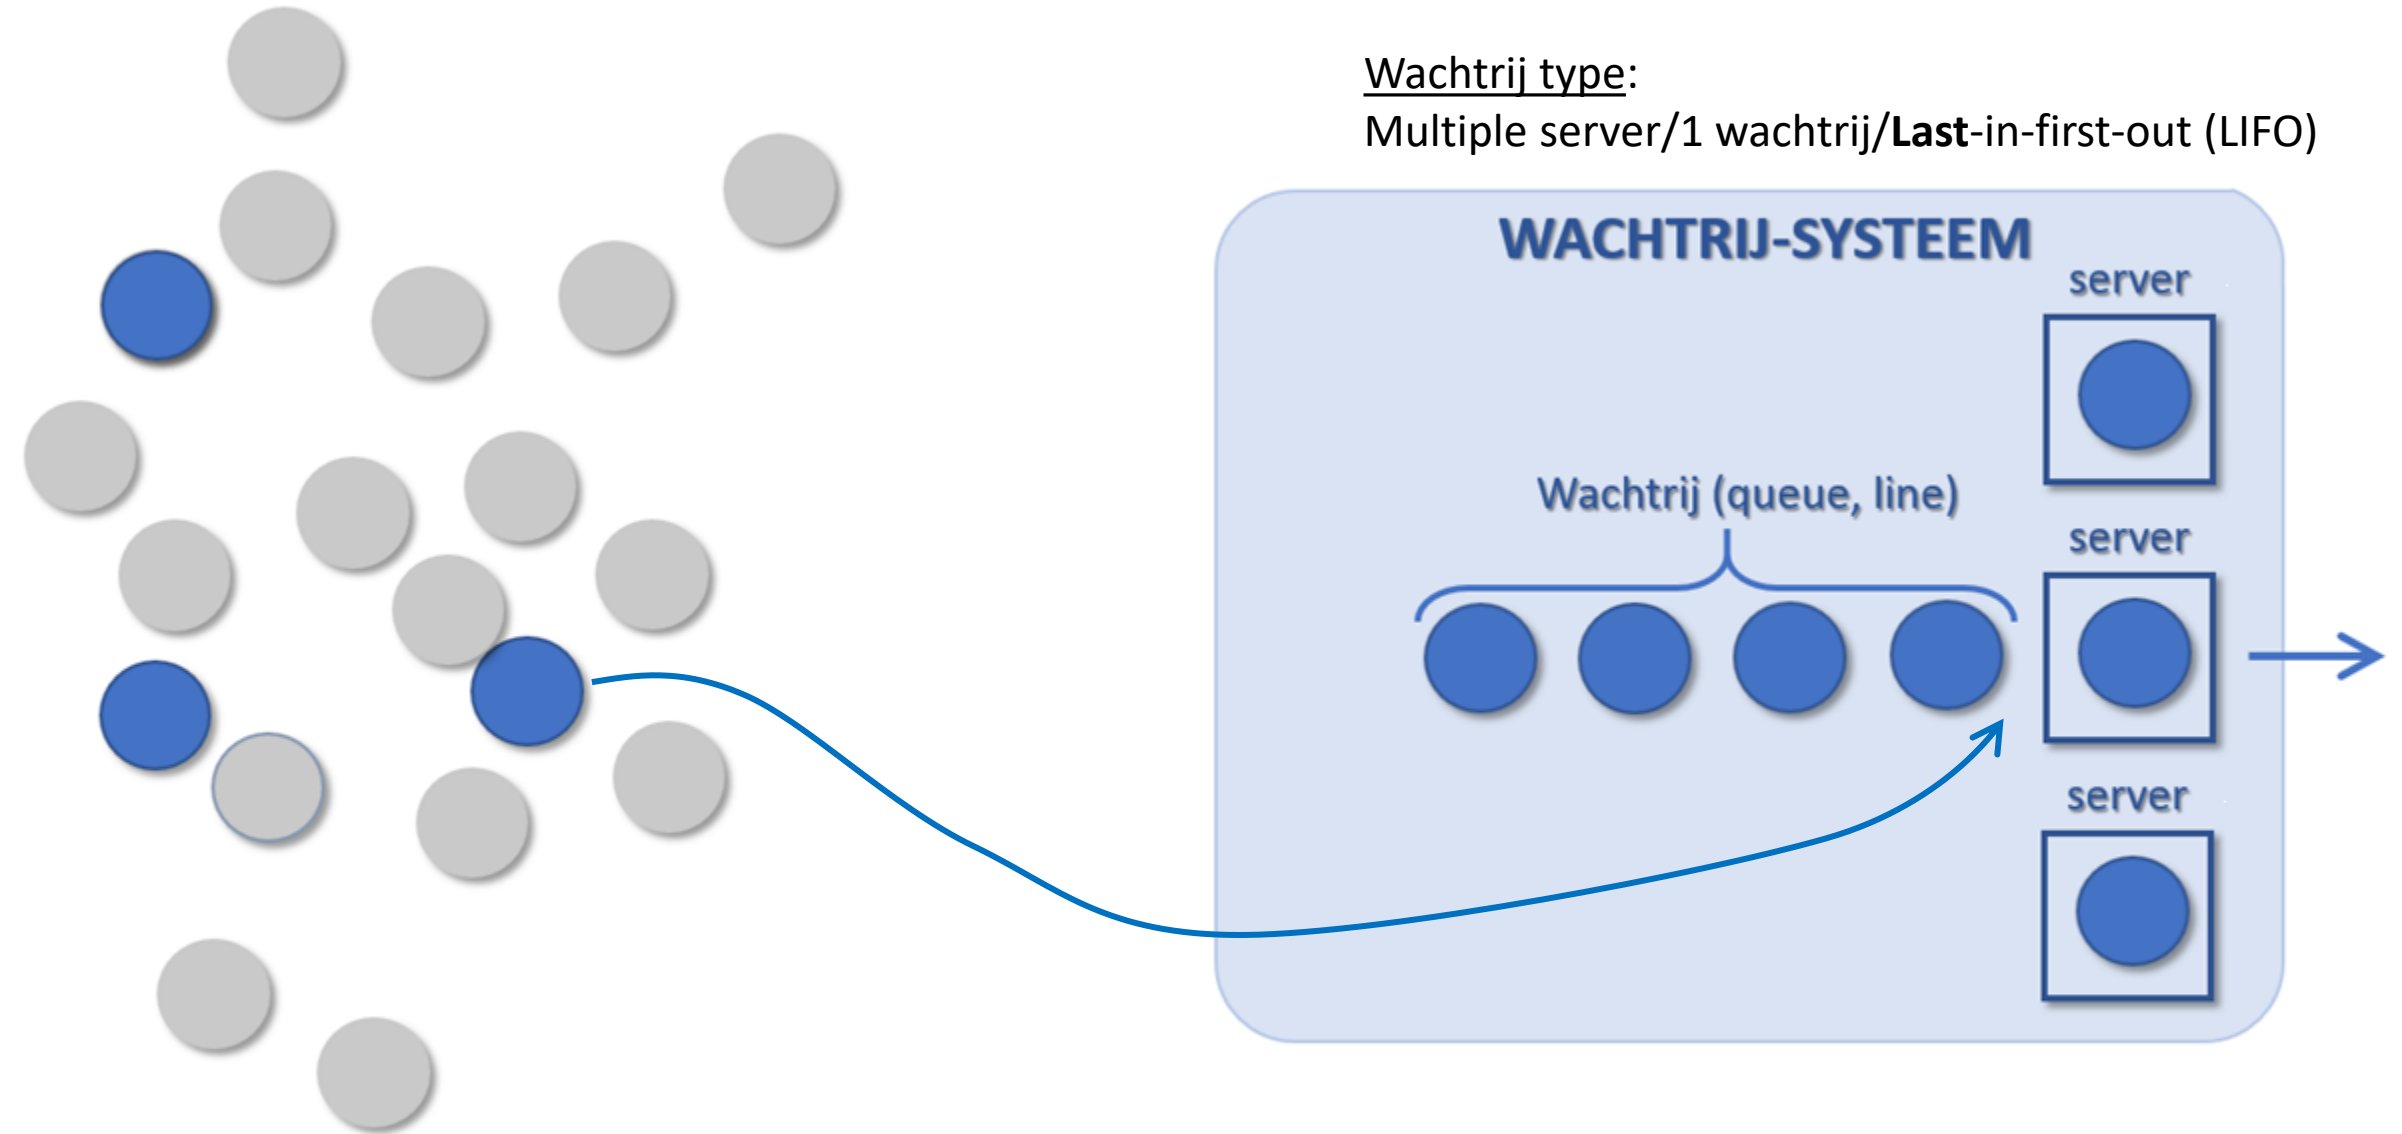 Wachtrij type:
Multiple server/1 wachtrij/Last-in-first-out (LIFO)
WACHTRIJ-SYSTEEM
server
Wachtrij (queue, line)
server
server